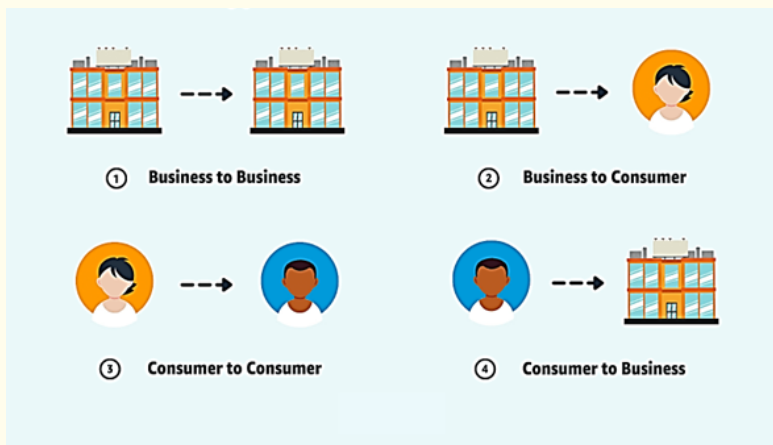 1 Business to Business
2 Business to Consumer
3 Consumer to Consumer
4 Consumer to Business